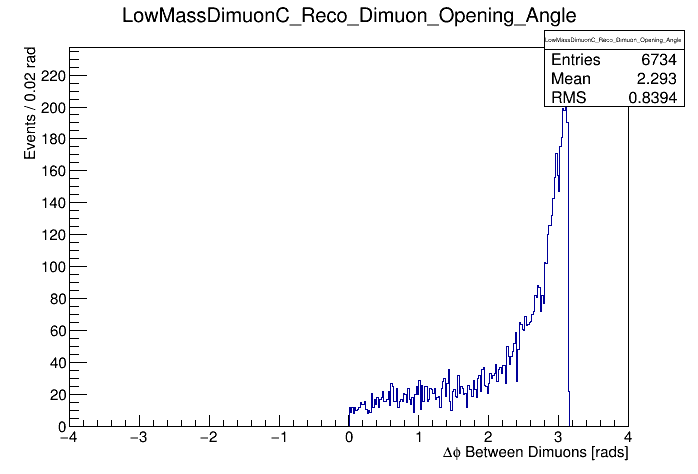 LowMassDimuonC_Reco_Dimuon_Opening_Angle
LowMassDimuonC_Reco_Dimuon_Opening_Angle
Entries 6734
Mean 2.293
RMS 0.8394
Events / 0.02 rad
220
200
180
160
140
120
100
80
60
40
20
0
−4 −3 −2 −1 0 1 2 3 4
Δϕ Between Dimuons [rads]